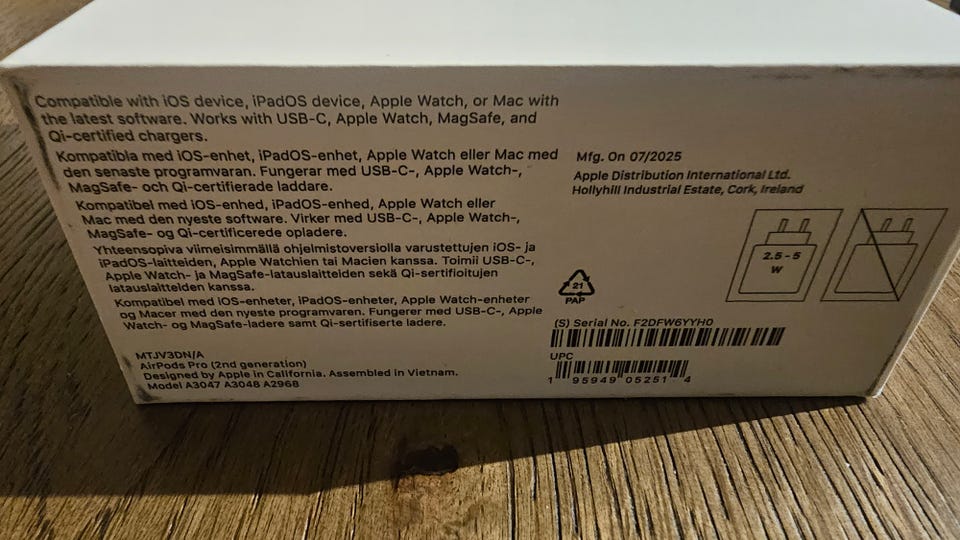 Compatible with iOS device, iPadOS device, Apple Watch, or Mac with
the latest software. Works with USB-C, Apple Watch, MagSafe, and
Qi-certified chargers.
Kompatibla med iOS-enhet, iPadOS-enhet, Apple Watch eller Mac med
den senaste programvaran. Fungerar med USB-C-, Apple Watch-,
MagSafe- och Qi-certifierade laddare.
Kompatibel med iOS-enhed, iPadOS-enhed, Apple Watch eller
Mac med den nyeste software. Virker med USB-C-, Apple Watch-,
MagSafe- og Qi-certificerede opladere.
Yhteensopiva viimeisimmällä ohjelmistoversiolla varustettujen iOS- ja
iPadOS-laitteiden, Apple Watchien tai Macien kanssa. Toimii USB-C-,
Apple Watch- ja MagSafe-latauslaitteiden sekä Qi-sertifioitujen
latauslaitteiden kanssa.
Kompatibel med iOS-enheter, iPadOS-enheter, Apple Watch-enheter
og Macer med den nyeste programvaren. Fungerer med USB-C-, Apple
Watch- og MagSafe-ladere samt Qi-sertifiserte ladere.
MTJV3DN/A
AirPods Pro (2nd generation)
Designed by Apple in California. Assembled in Vietnam.
Model A3047 A3048 A2968
Mfg. On 07/2025
Apple Distribution International Ltd.
Hollyhill Industrial Estate, Cork, Ireland
2.5 - 5
W
21
PAP
(S) Serial No. F2DFW6YYH0
UPC
1 95949 05251 4